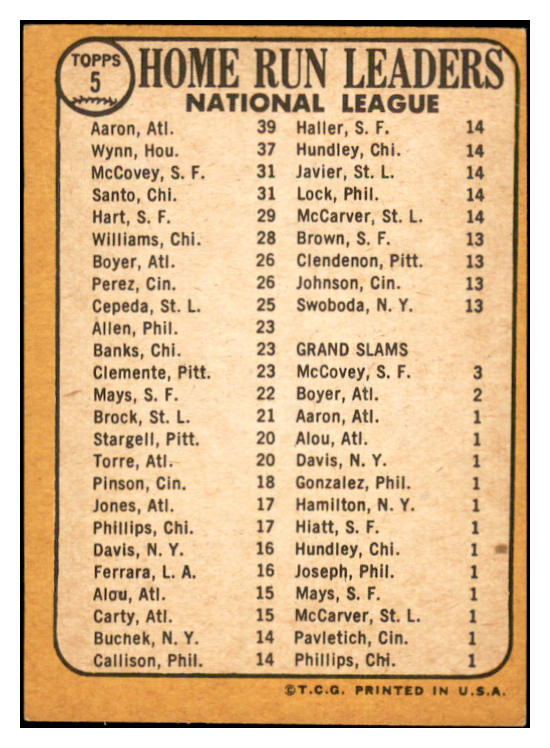 TOPPS
5
HOME RUN LEADERS
NATIONAL LEAGUE
Aaron, Atl. 39
Wynn, Hou. 37
McCovey, S. F. 31
Santo, Chi. 31
Hart, S. F. 29
Williams, Chi. 28
Boyer, Atl. 26
Perez, Cin. 26
Cepeda, St. L. 25
Allen, Phil. 23
Banks, Chi. 23
Clemente, Pitt. 23
Mays, S. F. 22
Brock, St. L. 21
Stargell, Pitt. 20
Torre, Atl. 20
Pinson, Cin. 18
Jones, Atl. 17
Phillips, Chi. 17
Davis, N. Y. 16
Ferrara, L. A. 16
Alou, Atl. 15
Carty, Atl. 15
Buchek, N. Y. 14
Callison, Phil. 14
Haller, S. F. 14
Hundley, Chi. 14
Javier, St. L. 14
Lock, Phil. 14
McCarver, St. L. 14
Brown, S. F. 13
Clendenon, Pitt. 13
Johnson, Cin. 13
Swoboda, N. Y. 13
GRAND SLAMS
McCovey, S. F. 3
Boyer, Atl. 2
Aaron, Atl. 1
Alou, Atl. 1
Davis, N. Y. 1
Gonzalez, Phil. 1
Hamilton, N. Y. 1
Hiatt, S. F. 1
Hundley, Chi. 1
Joseph, Phil. 1
Mays, S. F. 1
McCarver, St. L. 1
Pavletich, Cin. 1
Phillips, Chi. 1
©T.C.G. PRINTED IN U.S.A.